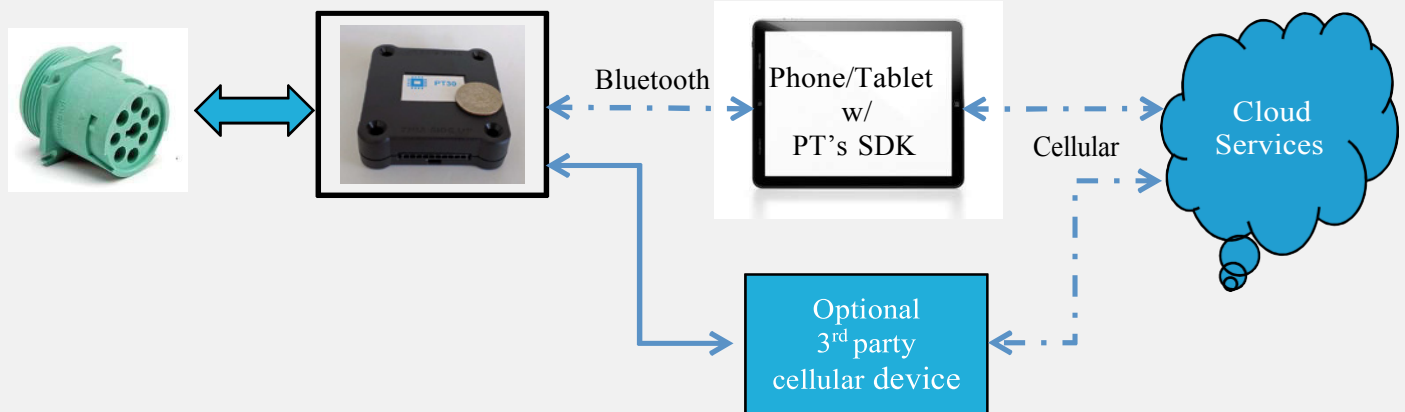 PT30
Bluetooth
Phone/Tablet
w/
PT’s SDK
Cellular
Cloud
Services
Optional
3rd party
cellular device